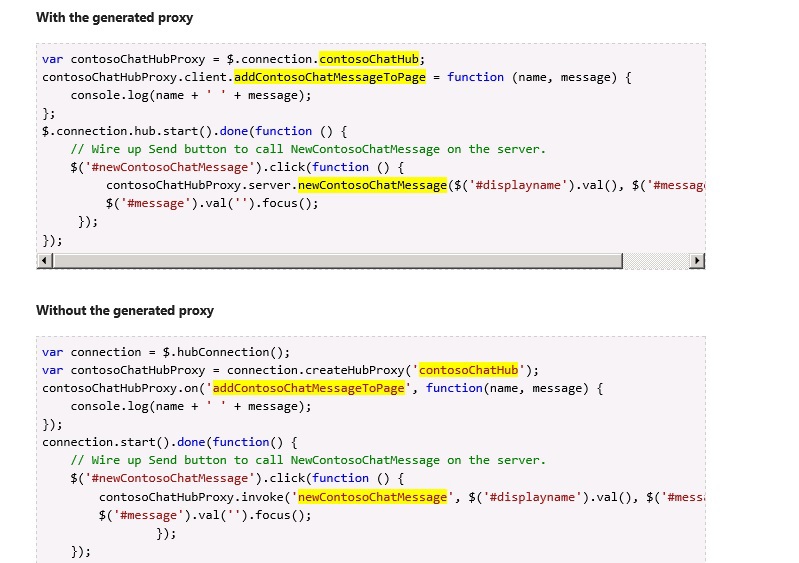 With the generated proxy
var contosoChatHubProxy = $.connection.contosoChatHub;
contosoChatHubProxy.client.addContosoChatMessageToPage = function (name, message) {
console.log(name + ' ' + message);
};
$.connection.hub.start().done(function () {
// Wire up Send button to call NewContosoChatMessage on the server.
$('#newContosoChatMessage').click(function () {
contosoChatHubProxy.server.newContosoChatMessage($('#displayname').val(), $('#messag
$('#message').val('').focus();
});
});
Without the generated proxy
var connection = $.hubConnection();
var contosoChatHubProxy = connection.createHubProxy('contosoChatHub');
contosoChatHubProxy.on('addContosoChatMessageToPage', function(name, message) {
console.log(name + ' ' + message);
});
connection.start().done(function() {
// Wire up Send button to call NewContosoChatMessage on the server.
$('#newContosoChatMessage').click(function () {
contosoChatHubProxy.invoke('newContosoChatMessage', $('#displayname').val(), $('#mess
$('#message').val('').focus();
});
});